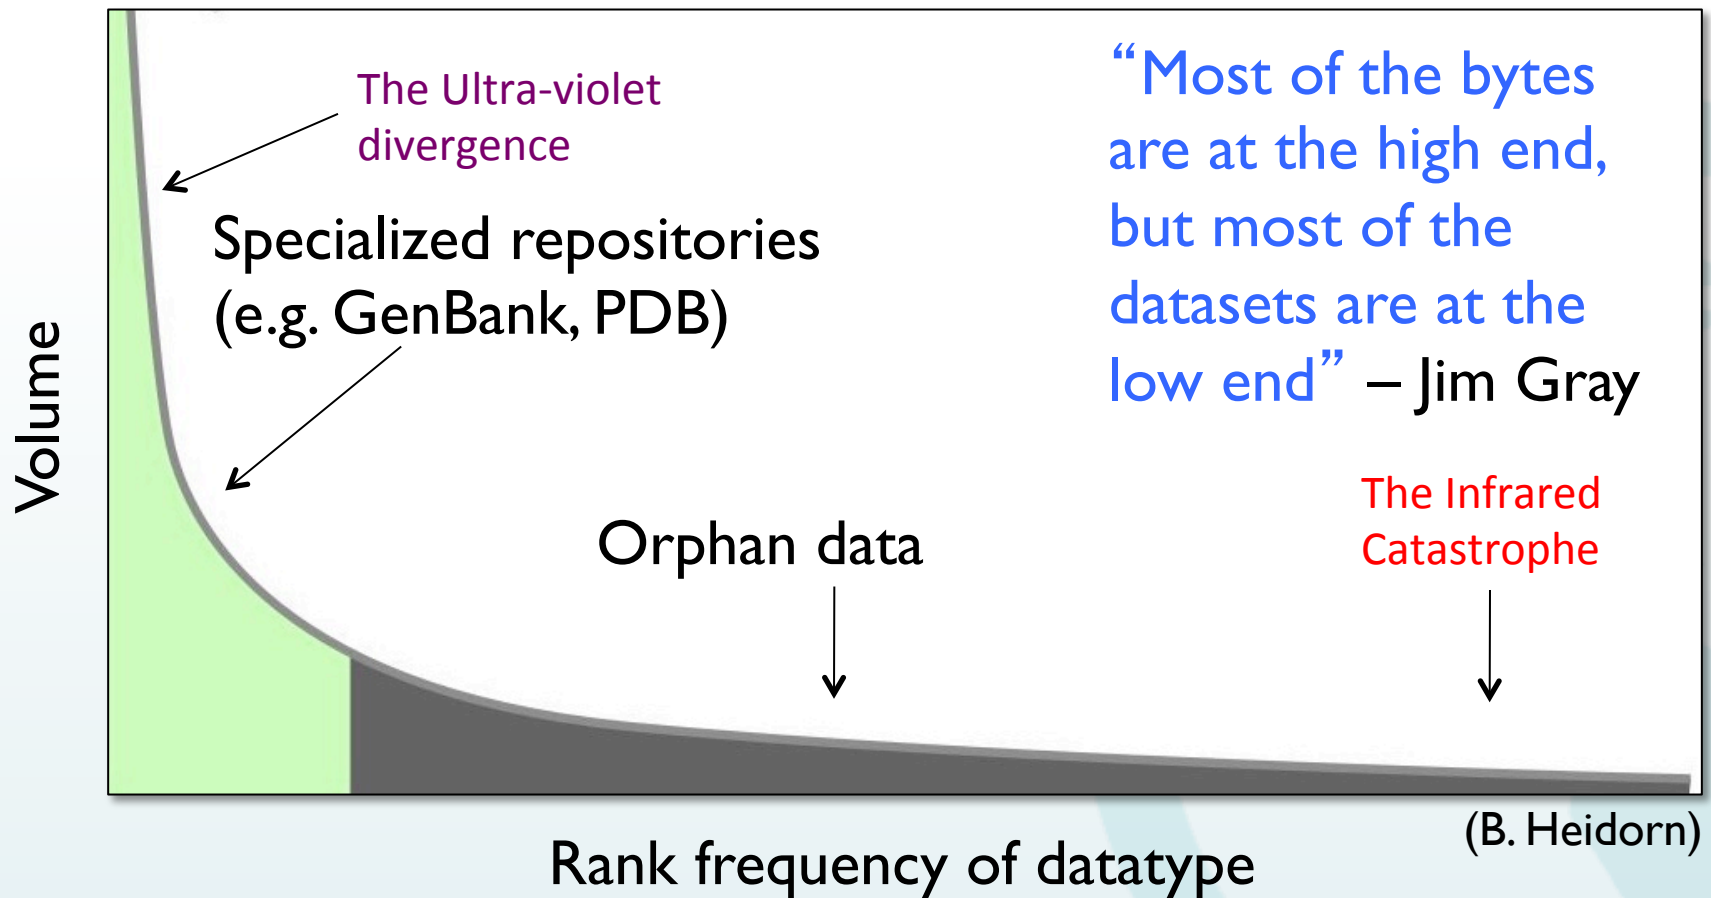 The Ultra-violet
divergence
Specialized repositories
(e.g. GenBank, PDB)
“Most of the bytes
are at the high end,
but most of the
datasets are at the
low end” – Jim Gray
Volume
Orphan data
The Infrared
Catastrophe
(B. Heidorn)
Rank frequency of datatype